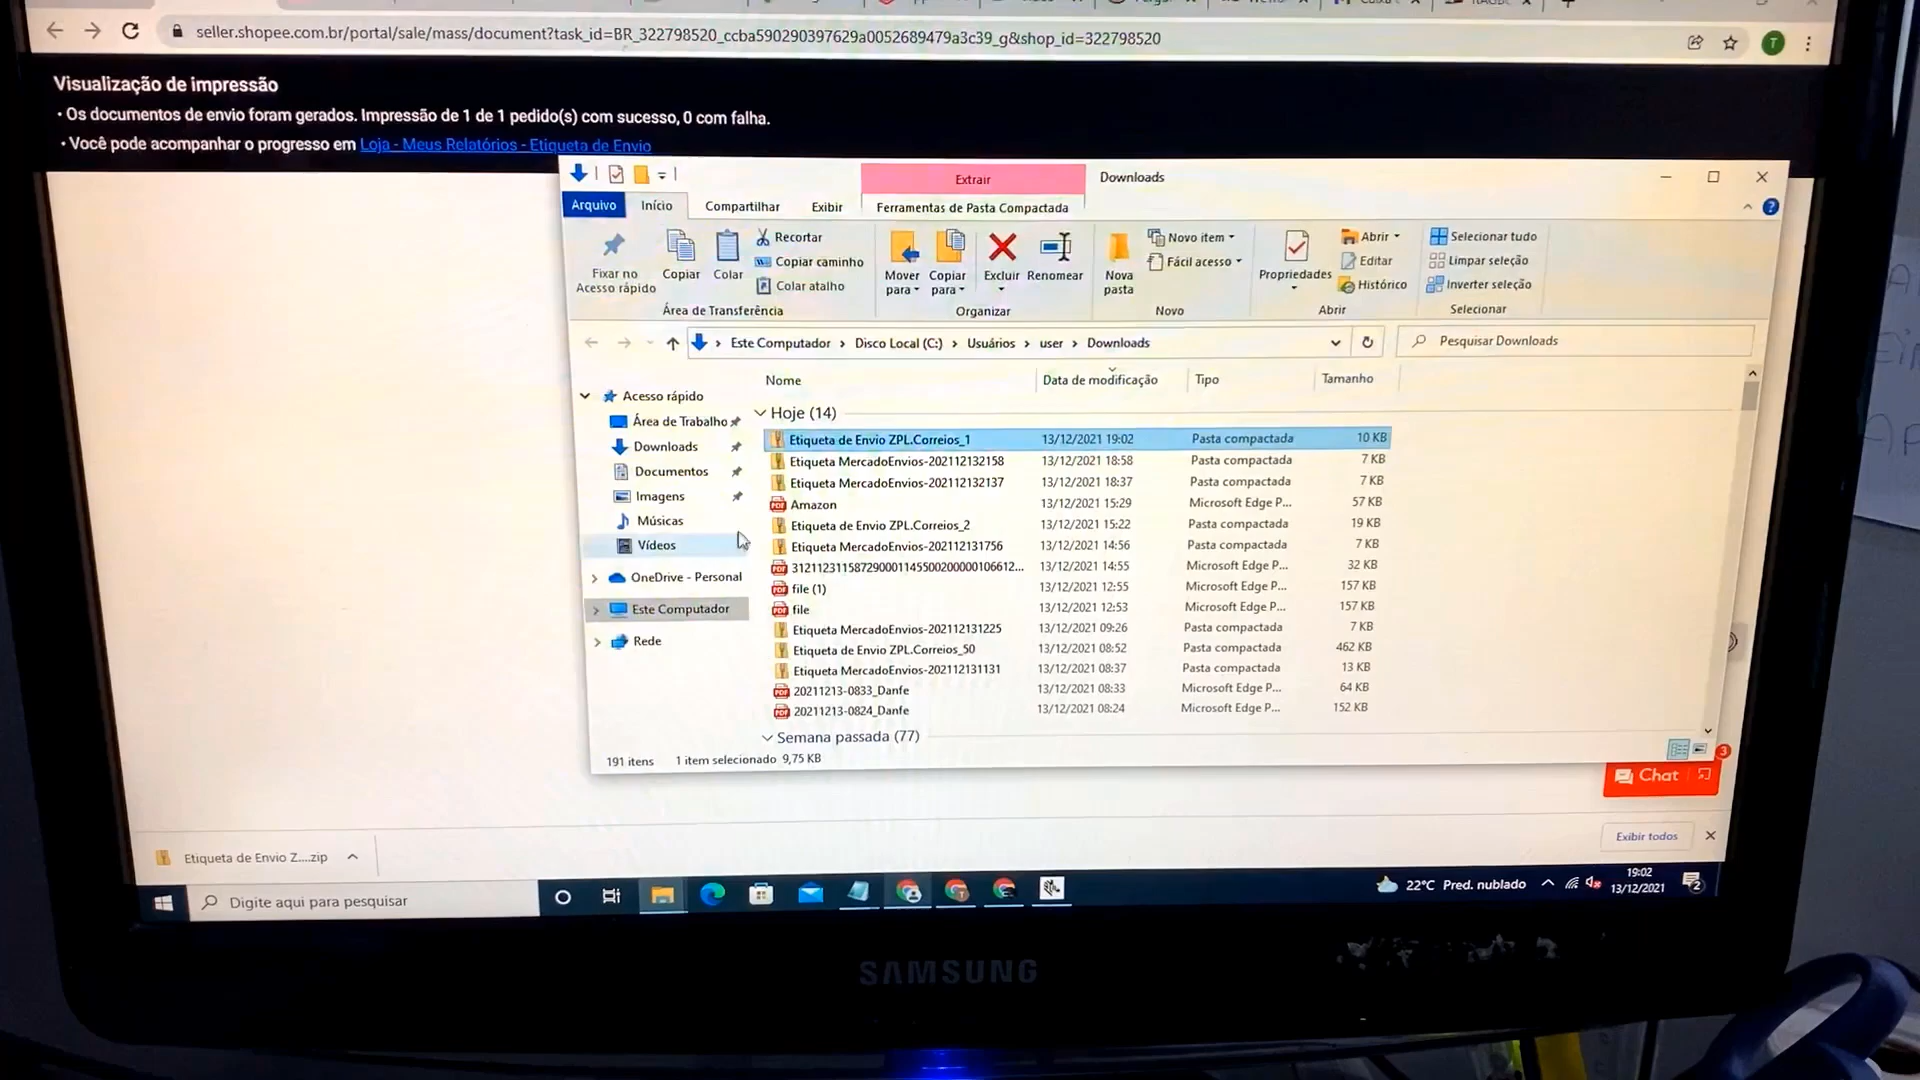 seller.shopee.com.br/portal/sale/mass/document?task_id=BR_322798520_ccba590290397629a0052689479a3c39_g&shop_id=322798520
T
Visualização de impressão
• Os documentos de envio foram gerados. Impressão de 1 de 1 pedido(s) com sucesso, 0 com falha.
• Você pode acompanhar o progresso em Loja - Meus Relatórios - Etiqueta de Envio
Extrair
Downloads
Arquivo
Início
Compartilhar
Exibir
Ferramentas de Pasta Compactada
Fixar no
Acesso rápido
Copiar
Colar
Recortar
Copiar caminho
Colar atalho
Área de Transferência
Mover
para
Copiar
para
Excluir
Renomear
Organizar
Nova
pasta
Novo item
Fácil acesso
Novo
Propriedades
Abrir
Editar
Histórico
Abrir
Selecionar tudo
Limpar seleção
Inverter seleção
Selecionar
Este Computador > Disco Local (C:) > Usuários > user > Downloads
Pesquisar Downloads
Nome
Data de modificação
Tipo
Tamanho
Acesso rápido
Área de Trabalho
Downloads
Documentos
Imagens
Músicas
Vídeos
OneDrive - Personal
Este Computador
Rede
Hoje (14)
Etiqueta de Envio ZPL.Correios_1 13/12/2021 19:02 Pasta compactada 10 KB
Etiqueta MercadoEnvios-202112132158 13/12/2021 18:58 Pasta compactada 7 KB
Etiqueta MercadoEnvios-202112132137 13/12/2021 18:37 Pasta compactada 7 KB
Amazon 13/12/2021 15:29 Microsoft Edge P... 57 KB
Etiqueta de Envio ZPL.Correios_2 13/12/2021 15:22 Pasta compactada 19 KB
Etiqueta MercadoEnvios-202112131756 13/12/2021 14:56 Pasta compactada 7 KB
13/12/2021 14:55 Microsoft Edge P... 32 KB
file (1) 13/12/2021 12:55 Microsoft Edge P... 157 KB
file 13/12/2021 12:53 Microsoft Edge P... 157 KB
Etiqueta MercadoEnvios-202112131225 13/12/2021 09:26 Pasta compactada 7 KB
Etiqueta de Envio ZPL.Correios_50 13/12/2021 08:52 Pasta compactada 462 KB
Etiqueta MercadoEnvios-202112131131 13/12/2021 08:37 Pasta compactada 13 KB
20211213-0833_Danfe 13/12/2021 08:33 Microsoft Edge P... 64 KB
20211213-0824_Danfe 13/12/2021 08:24 Microsoft Edge P... 152 KB
Semana passada (77)
191 itens 1 item selecionado 9,75 KB
3
Chat
Etiqueta de Envio Z....zip
Exibir todos
Digite aqui para pesquisar
22°C Pred. nublado
19:02
13/12/2021
2
SAMSUNG